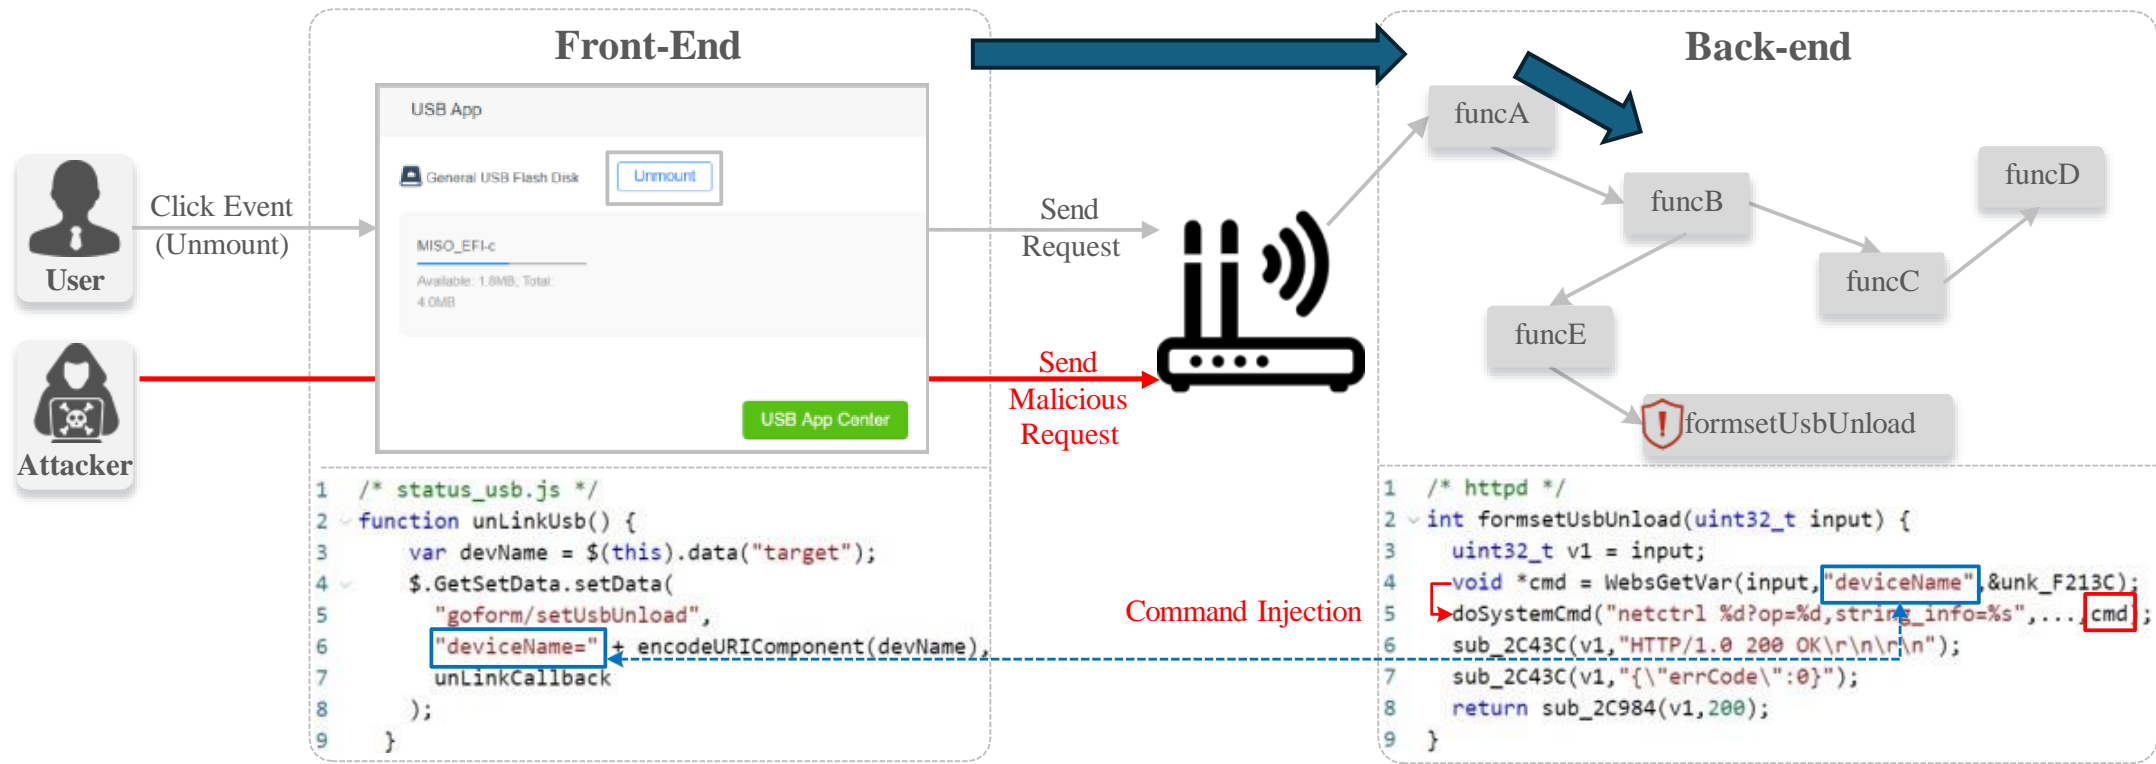 Front-End
Back-end
USB App
General USB Flash Disk
Unmount
MISO_EFI-c
Available: 1.8MB, Total:
4.0MB
USB App Center
User
Attacker
Click Event
(Unmount)
Send
Request
Send
Malicious
Request
funcA
funcB
funcC
funcD
funcE
formsetUsbUnload
1 /* status_usb.js */
2 function unLinkUsb() {
3 var devName = $(this).data("target");
4 $.GetSetData.setData(
5 "goform/setUsbUnload",
6 "deviceName=" + encodeURIComponent(devName),
7 unLinkCallback
8 );
9 }
Command Injection
1 /* httpd */
2 int formsetUsbUnload(uint32_t input) {
3 uint32_t v1 = input;
4 void *cmd = WebsGetVar(input,"deviceName",&unk_F213C);
5 doSystemCmd("netctrl %d?op=%d,string_info=%s",...,cmd);
6 sub_2C43C(v1,"HTTP/1.0 200 OK\r\n\r\n");
7 sub_2C43C(v1,"{\"errCode\":0}");
8 return sub_2C984(v1,200);
9 }